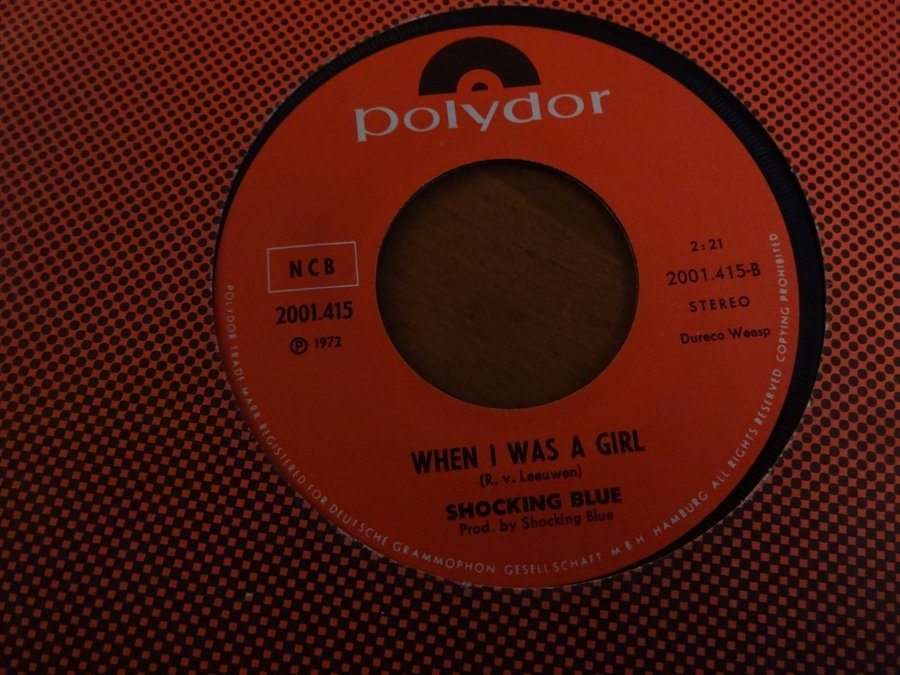 polydor
NCB
2001.415
Ⓟ 1972
2:21
2001.415-B
STEREO
Dureco Weesp
WHEN I WAS A GIRL
(R. v. Leeuwen)
SHOCKING BLUE
Prod. by Shocking Blue
POLYDOR TRADE MARK REGISTERED FOR DEUTSCHE GRAMMOPHON GESELLSCHAFT M B H HAMBURG ALL RIGHTS RESERVED COPYING PROHIBITED